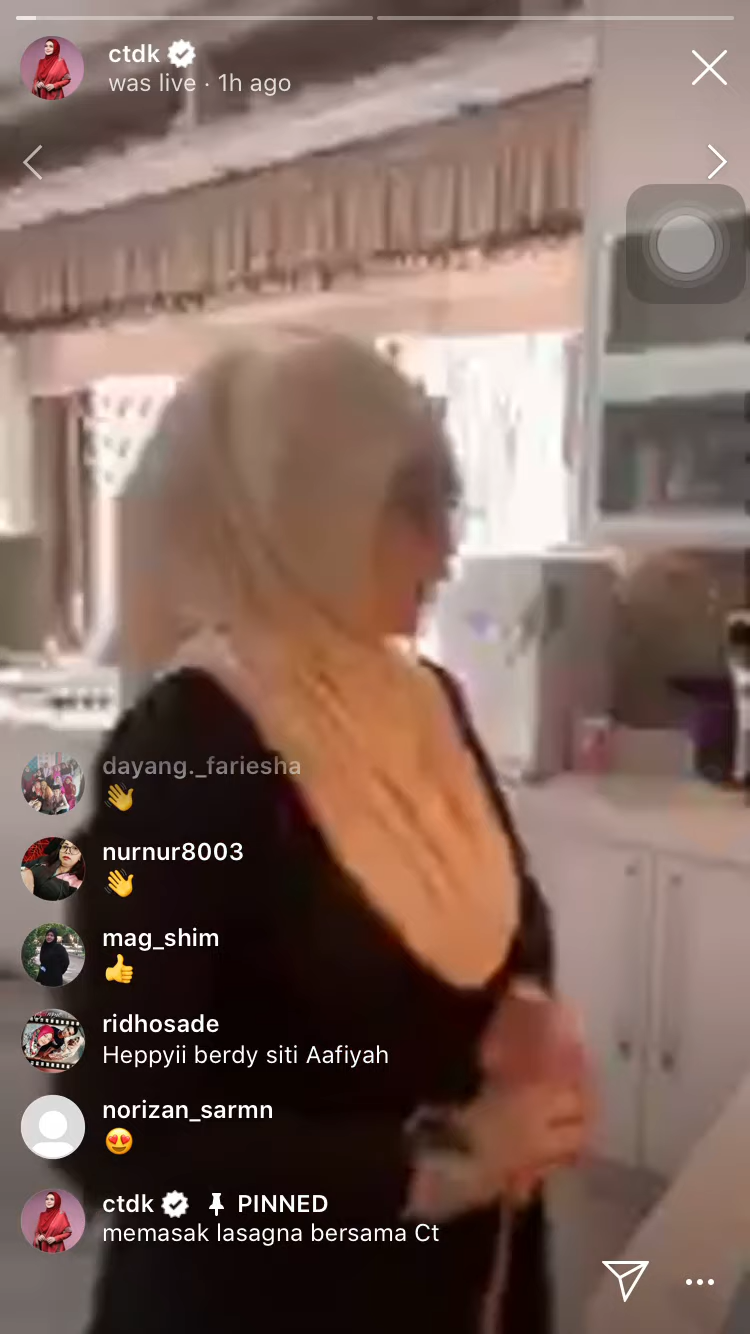 ctdk
was live · 1h ago
dayang._fariesha
👋
nurnur8003
👋
mag_shim
👍
ridhosade
Heppyii berdy siti Aafiyah
norizan_sarmn
😍
ctdk PINNED
memasak lasagna bersama Ct